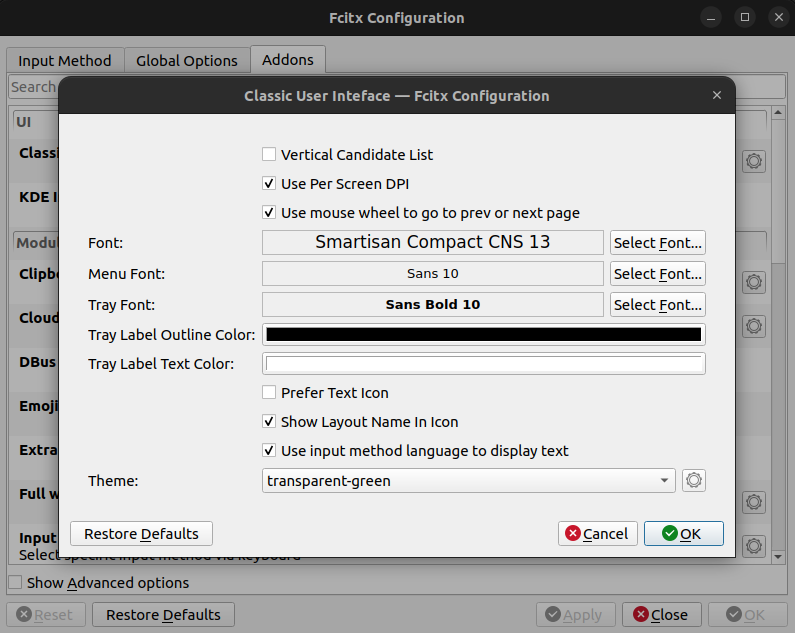 Fcitx Configuration
Input Method
Global Options
Addons
Search
Classic User Inteface — Fcitx Configuration
UI
Classi
KDE I
Modul
Clipbo
Cloud
DBus
Emoji
Extra
Full w
Input
Select specific input method via keyboard
Vertical Candidate List
Use Per Screen DPI
Use mouse wheel to go to prev or next page
Font: Smartisan Compact CNS 13 Select Font...
Menu Font: Sans 10 Select Font...
Tray Font: Sans Bold 10 Select Font...
Tray Label Outline Color:
Tray Label Text Color:
Prefer Text Icon
Show Layout Name In Icon
Use input method language to display text
Theme: transparent-green
Restore Defaults
Cancel
OK
Show Advanced options
Reset
Restore Defaults
Apply
Close
OK